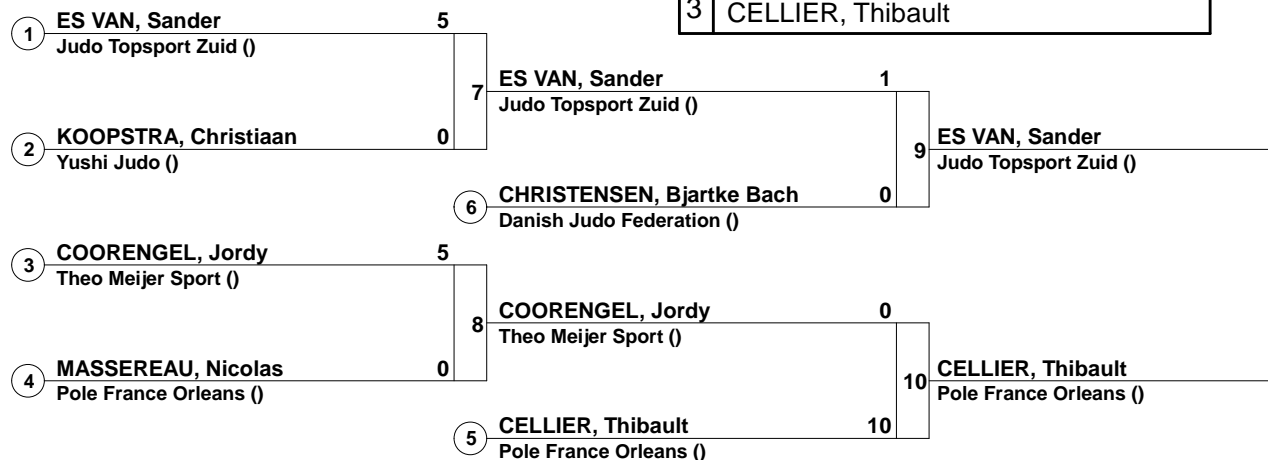 3 CELLIER, Thibault
1 ES VAN, Sander 5
Judo Topsport Zuid ()
7 ES VAN, Sander 1
Judo Topsport Zuid ()
2 KOOPSTRA, Christiaan 0
Yushi Judo ()
9 ES VAN, Sander
Judo Topsport Zuid ()
6 CHRISTENSEN, Bjartke Bach 0
Danish Judo Federation ()
3 COORENGEL, Jordy 5
Theo Meijer Sport ()
8 COORENGEL, Jordy 0
Theo Meijer Sport ()
4 MASSEREAU, Nicolas 0
Pole France Orleans ()
10 CELLIER, Thibault
Pole France Orleans ()
5 CELLIER, Thibault 10
Pole France Orleans ()